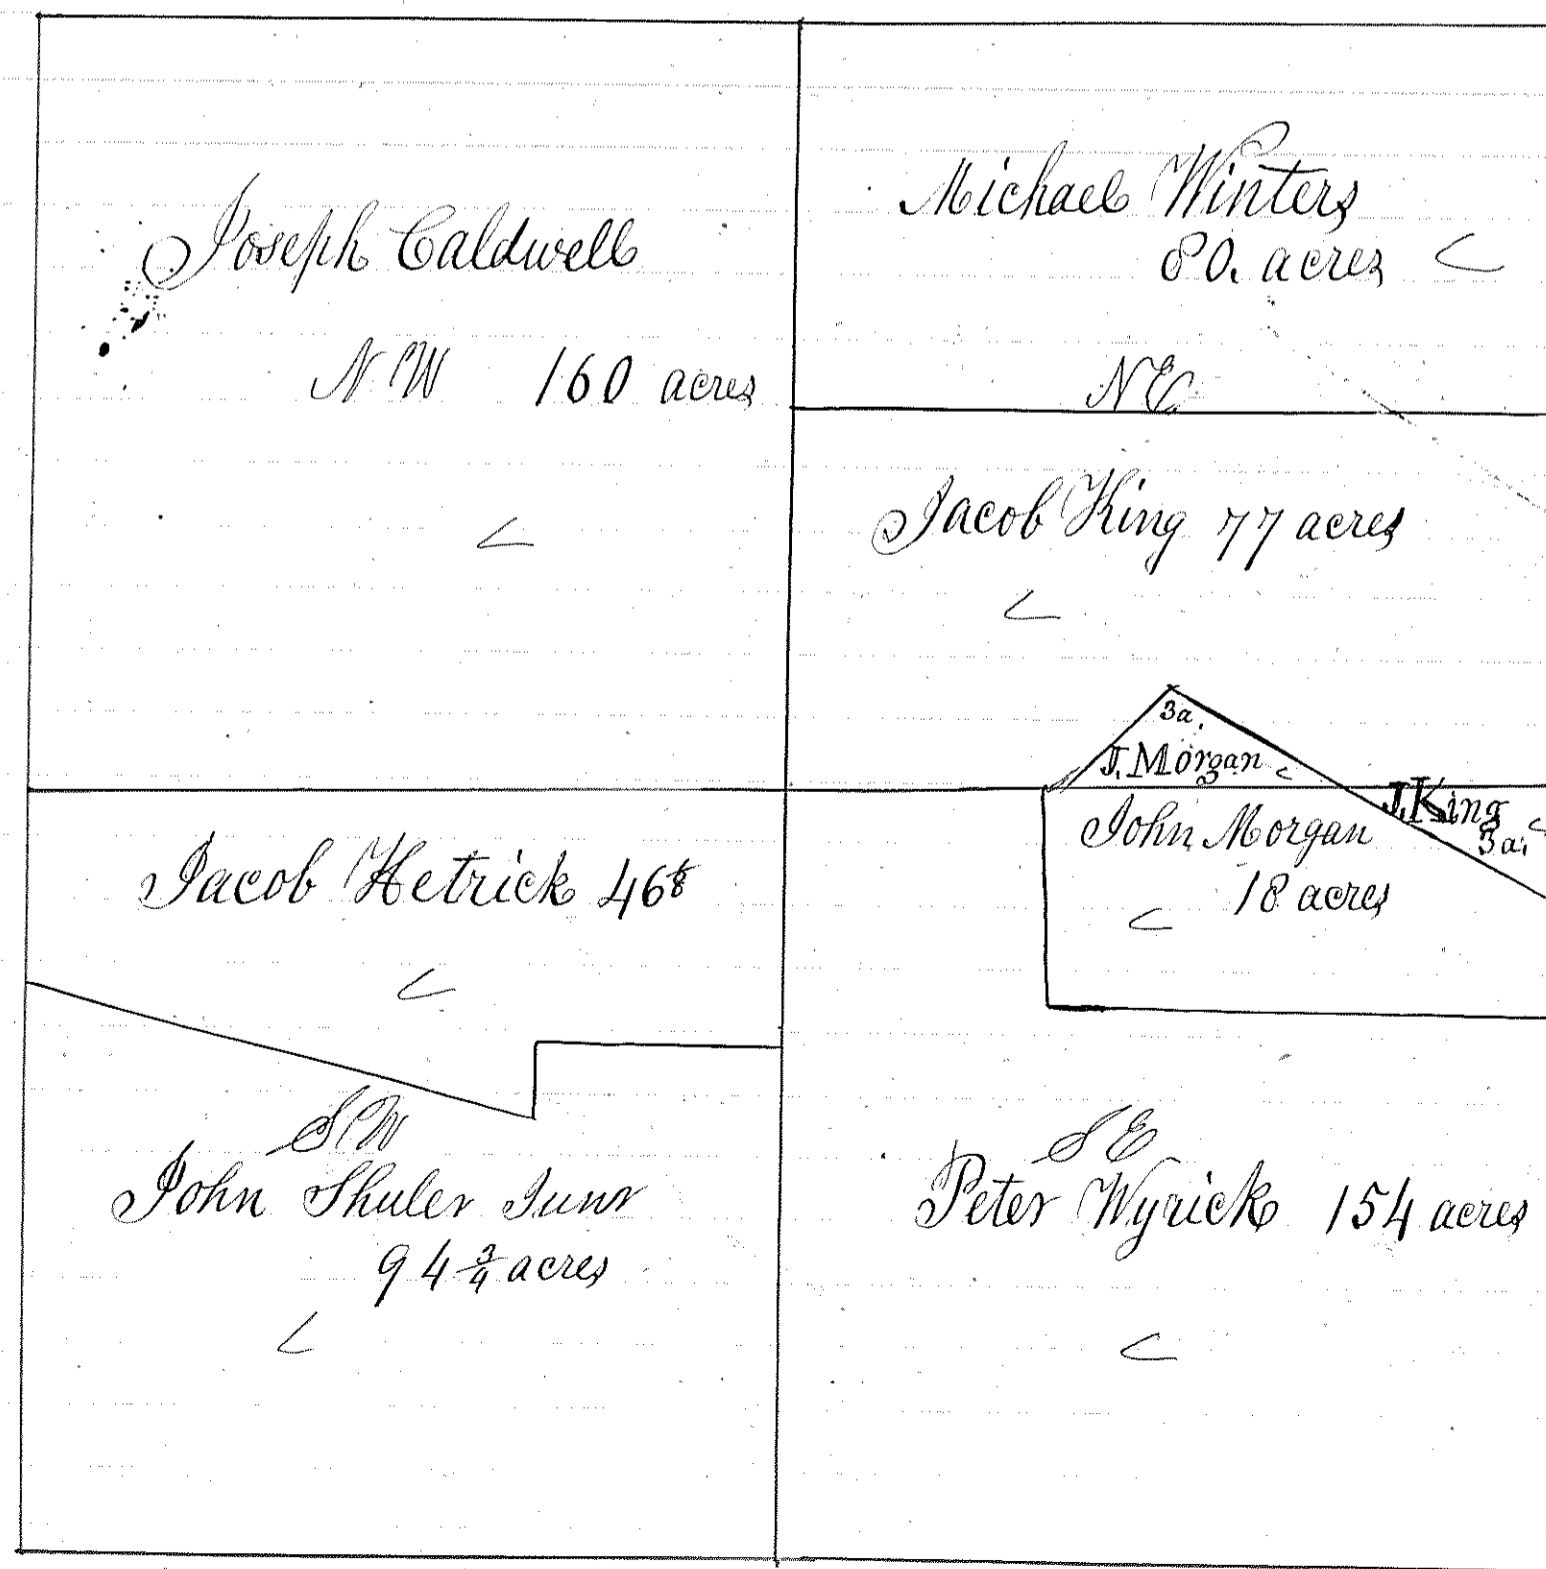 Joseph Caldwell
NW 160 acres
Michael Winters
80. acres
NE
Jacob King 77 acres
3a.
J. Morgan
J. King
3a.
John Morgan
18 acres
Jacob Hetrick
SW
John Shuler Junr
94 3/4 acres
SE
Peter Wyrick 154 acres